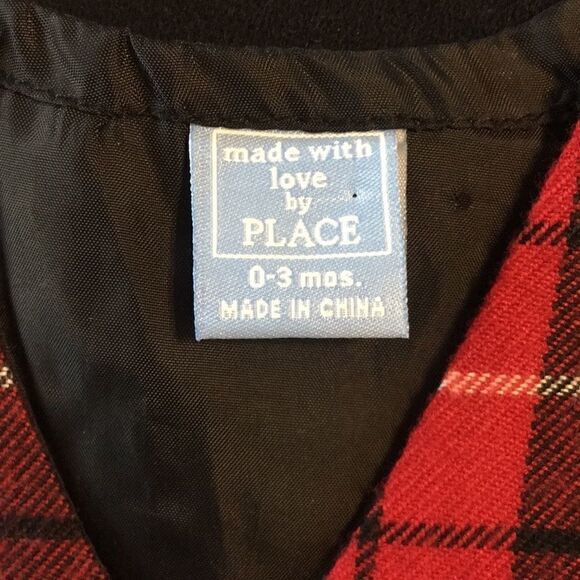 made with
love
by
PLACE
0-3 mos.
MADE IN CHINA